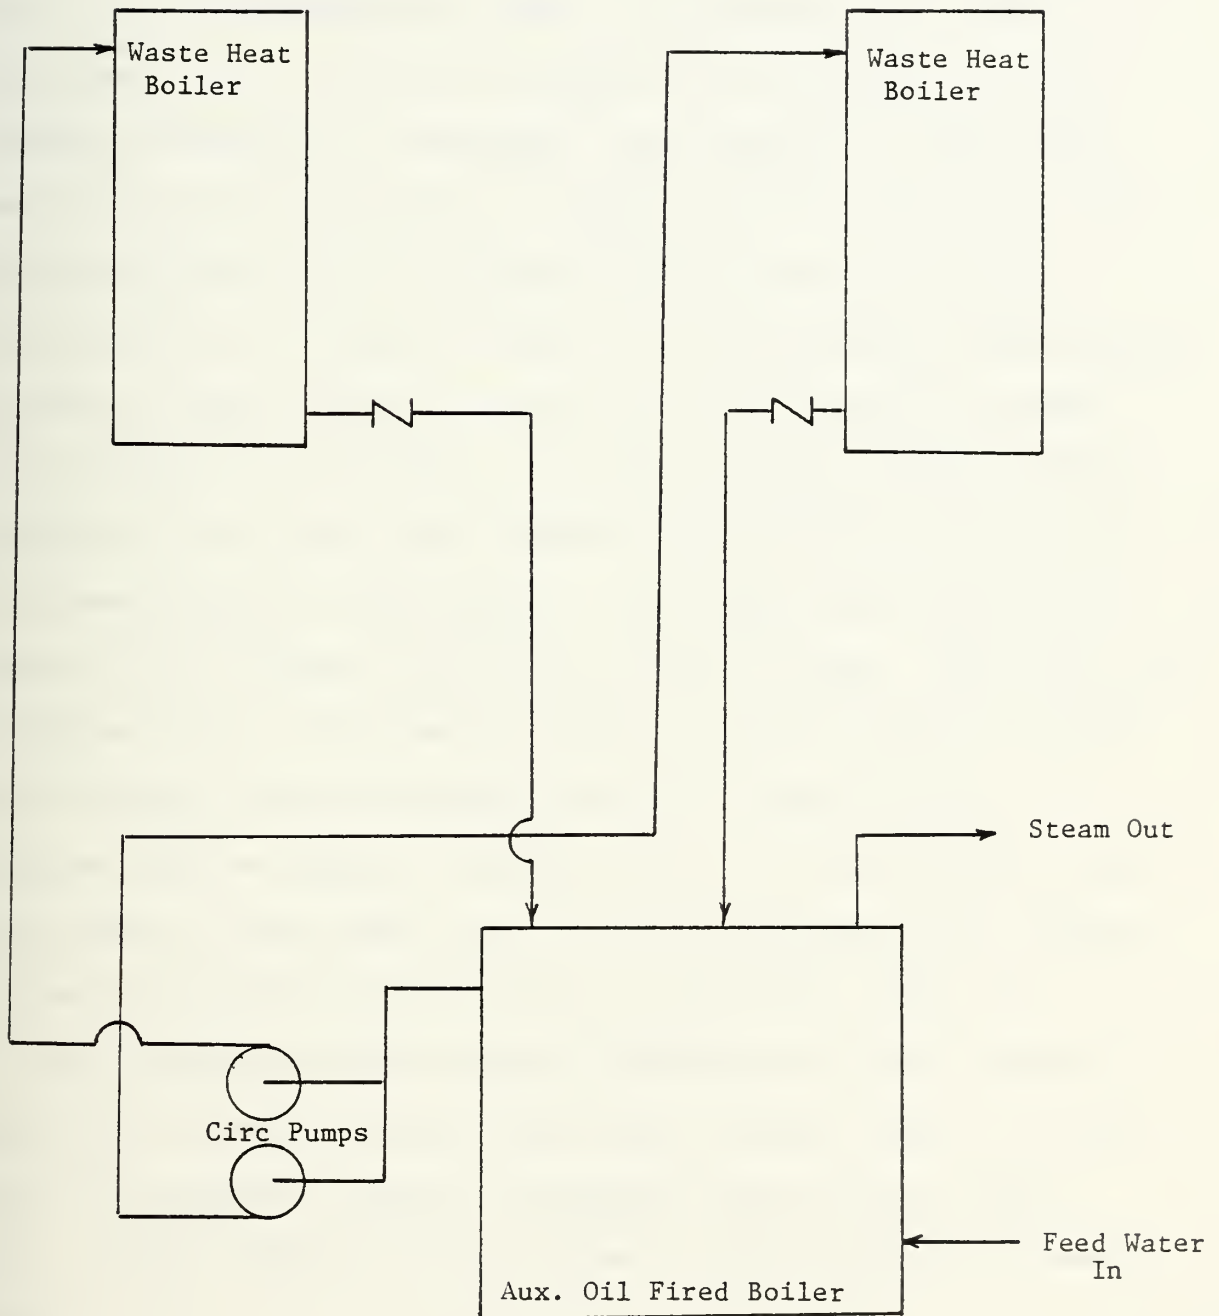 Waste Heat
Boiler
Waste Heat
Boiler
Steam Out
Circ Pumps
Feed Water
In
Aux. Oil Fired Boiler